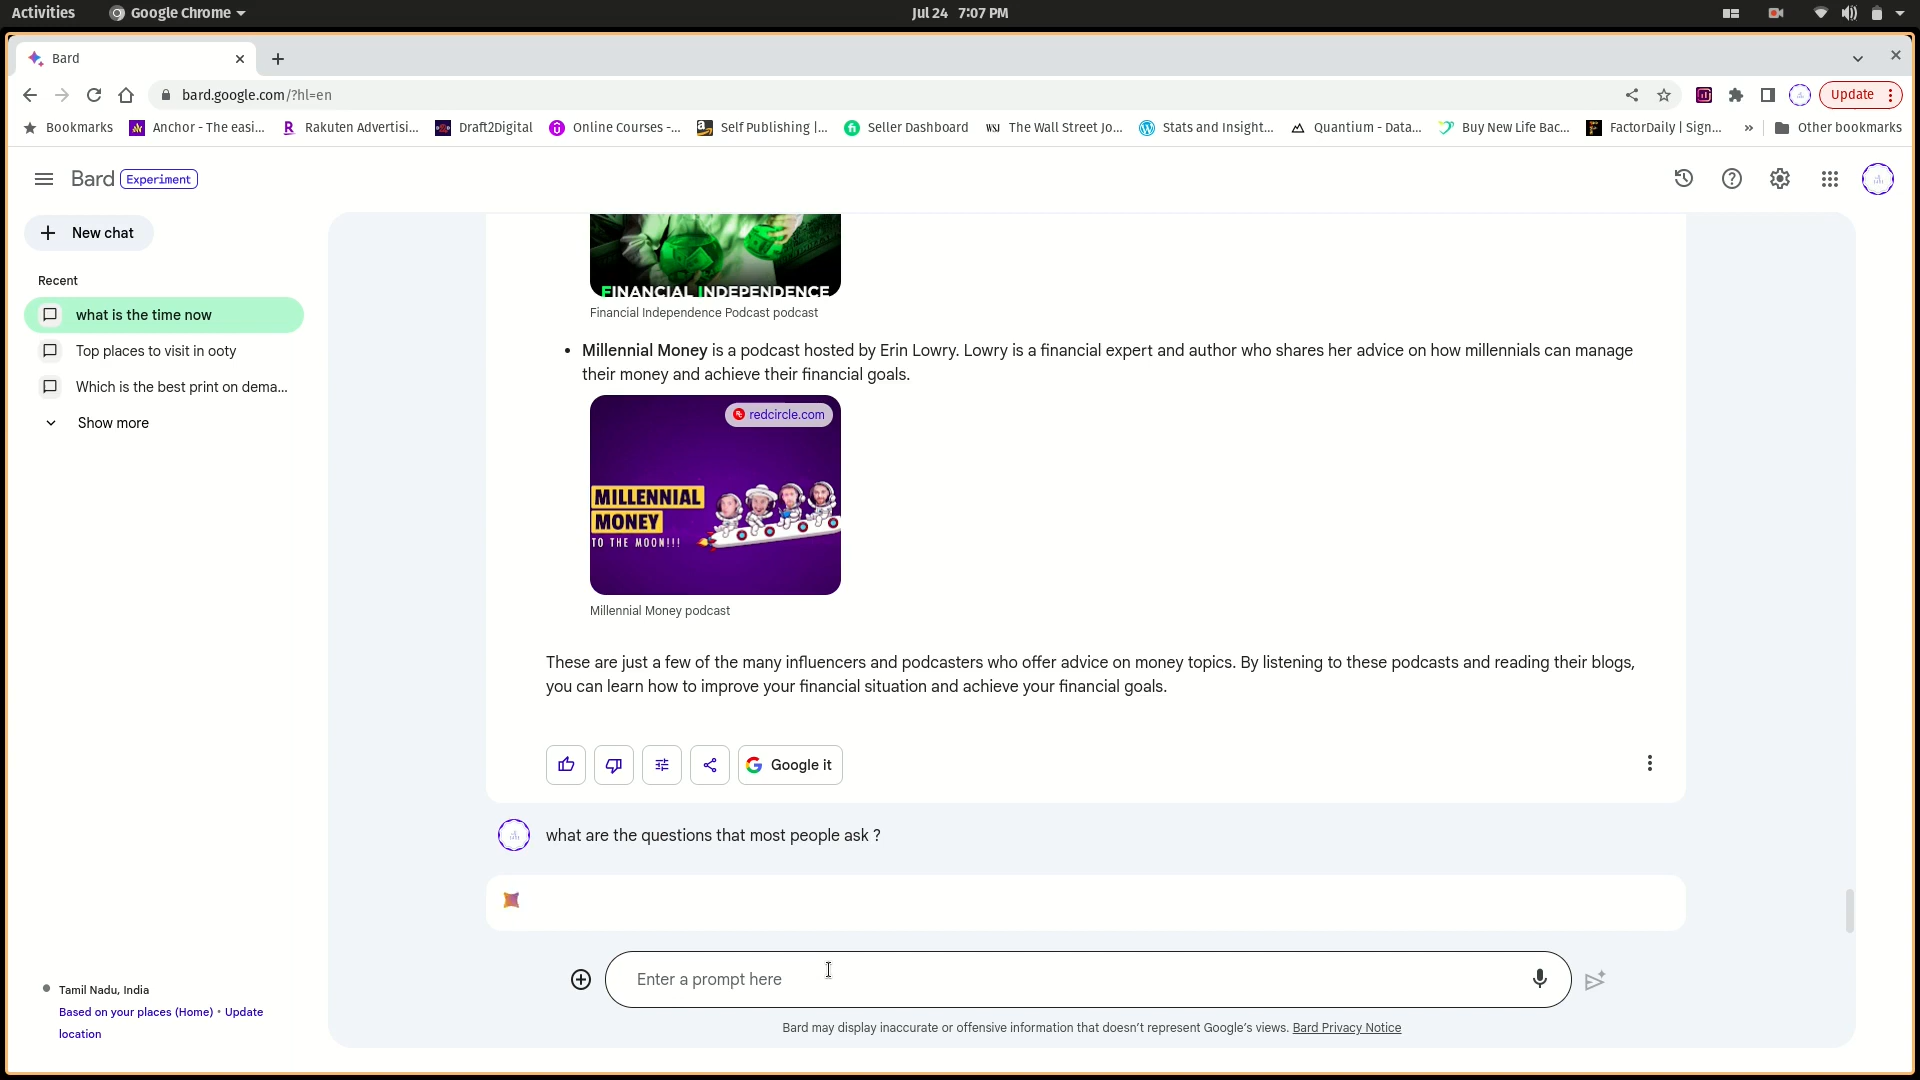 Activities
Google Chrome
Jul 24 7:07 PM
Bard
bard.google.com/?hl=en
Update
Bookmarks
Anchor - The easi...
Rakuten Advertisi...
Draft2Digital
Online Courses -...
Self Publishing |...
Seller Dashboard
WSJ The Wall Street Jo...
Stats and Insight...
Quantium - Data...
Buy New Life Bac...
FactorDaily | Sign...
»
Other bookmarks
Bard Experiment
New chat
Recent
what is the time now
Top places to visit in ooty
Which is the best print on dema...
Show more
FINANCIAL INDEPENDENCE
Financial Independence Podcast podcast
• Millennial Money is a podcast hosted by Erin Lowry. Lowry is a financial expert and author who shares her advice on how millennials can manage
their money and achieve their financial goals.
redcircle.com
MILLENNIAL
MONEY
TO THE MOON!!!
Millennial Money podcast
These are just a few of the many influencers and podcasters who offer advice on money topics. By listening to these podcasts and reading their blogs,
you can learn how to improve your financial situation and achieve your financial goals.
Google it
what are the questions that most people ask ?
Enter a prompt here
Bard may display inaccurate or offensive information that doesn't represent Google's views. Bard Privacy Notice
Tamil Nadu, India
Based on your places (Home) • Update
location